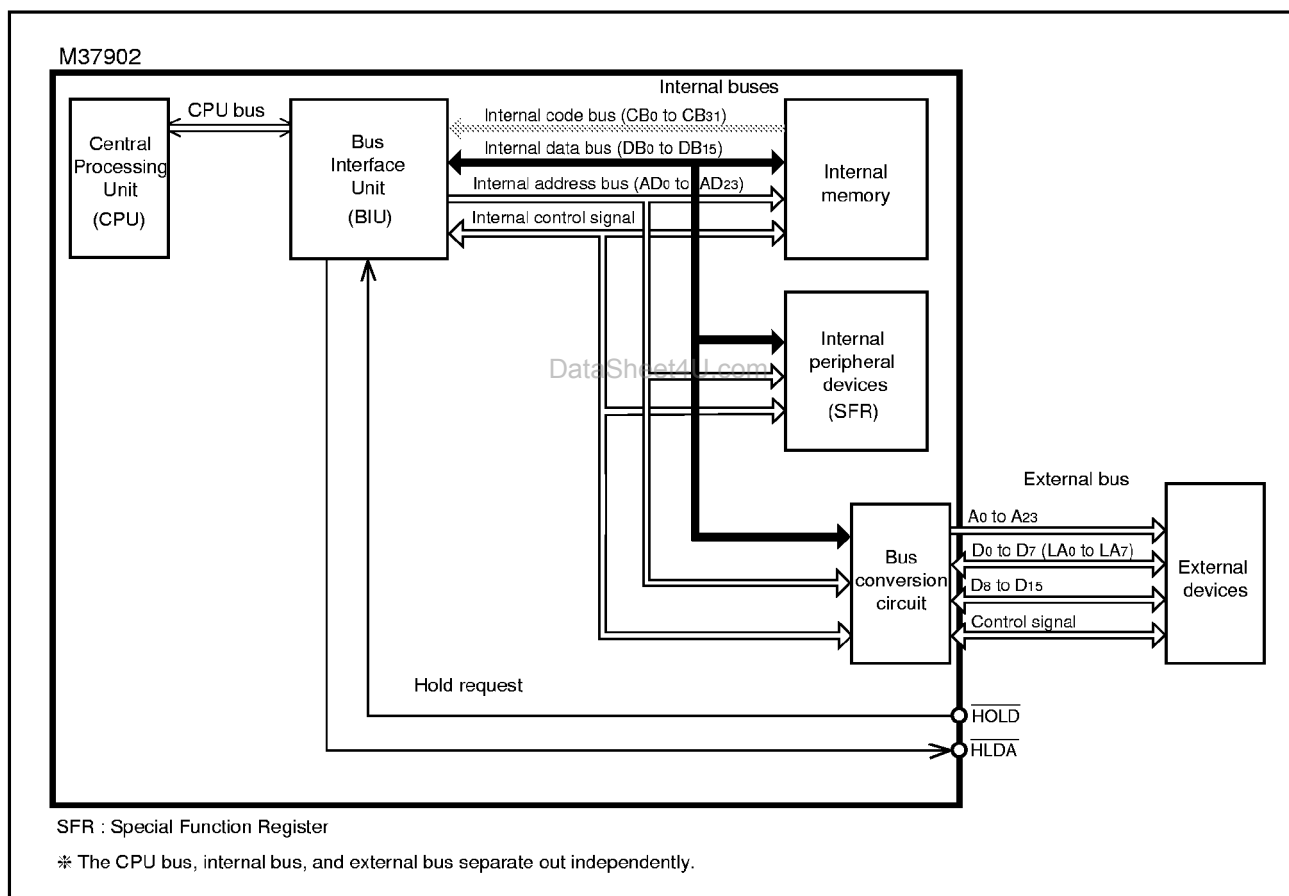 M37902
Internal buses
CPU bus
Central
Processing
Unit
(CPU)
Bus
Interface
Unit
(BIU)
Internal code bus (CB0 to CB31)
Internal data bus (DB0 to DB15)
Internal address bus (AD0 to AD23)
Internal control signal
Internal
memory
Internal
peripheral
devices
(SFR)
DataSheet4U.com
External bus
Bus
conversion
circuit
A0 to A23
D0 to D7 (LA0 to LA7)
D8 to D15
Control signal
External
devices
Hold request
HOLD
HLDA
SFR : Special Function Register
※ The CPU bus, internal bus, and external bus separate out independently.